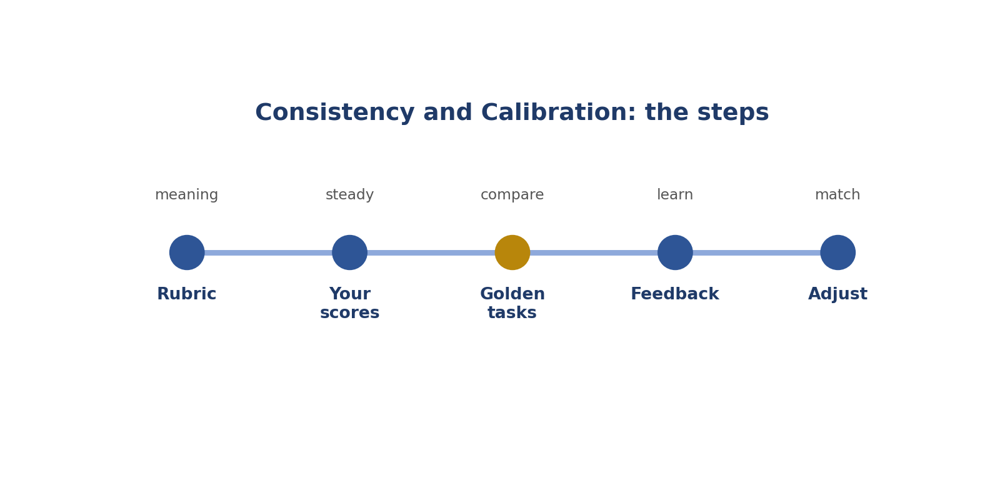 Consistency and Calibration: the steps
meaning
steady
compare
learn
match
Rubric
Your
scores
Golden
tasks
Feedback
Adjust